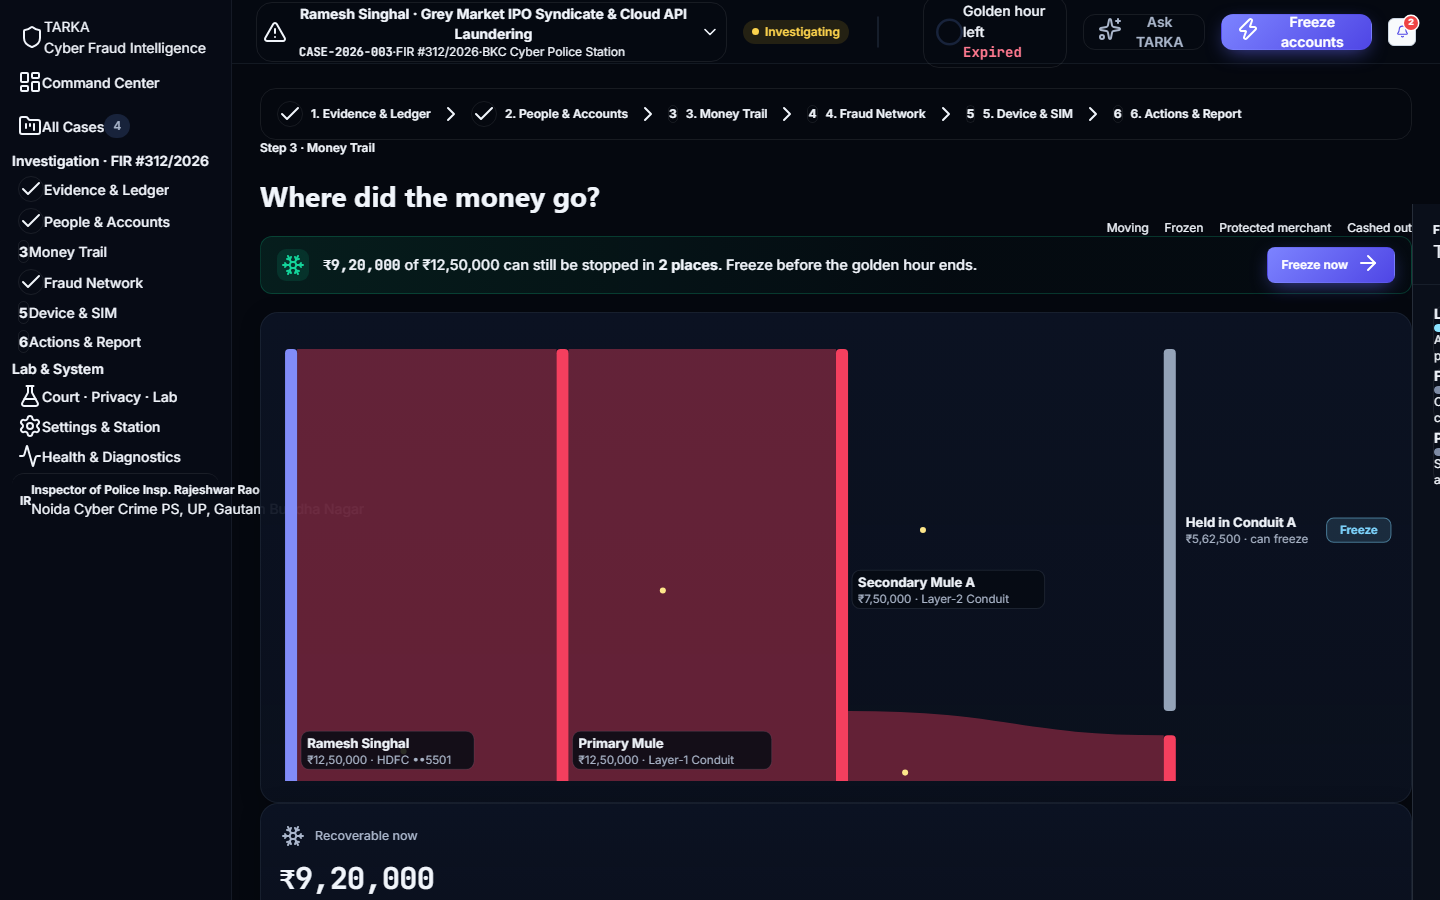 TARKA
Cyber Fraud Intelligence
Command Center
All Cases 4
Investigation · FIR #312/2026
Evidence & Ledger
People & Accounts
3 Money Trail
Fraud Network
5 Device & SIM
6 Actions & Report
Lab & System
Court · Privacy · Lab
Settings & Station
Health & Diagnostics
IR
Inspector of Police Insp. Rajeshwar Rao
Noida Cyber Crime PS, UP, Gautam Buddha Nagar
Ramesh Singhal · Grey Market IPO Syndicate & Cloud API
Laundering
CASE-2026-003·FIR #312/2026·BKC Cyber Police Station
Investigating
Golden hour
left
Expired
Ask
TARKA
Freeze
accounts
2
1. Evidence & Ledger
2. People & Accounts
3 3. Money Trail
4 4. Fraud Network
5 5. Device & SIM
6 6. Actions & Report
Step 3 · Money Trail
Where did the money go?
Moving Frozen Protected merchant Cashed out
₹9,20,000 of ₹12,50,000 can still be stopped in 2 places. Freeze before the golden hour ends.
Freeze now
Held in Conduit A
₹5,62,500 · can freeze
Freeze
Secondary Mule A
₹7,50,000 · Layer-2 Conduit
Ramesh Singhal
₹12,50,000 · HDFC ••5501
Primary Mule
₹12,50,000 · Layer-1 Conduit
Recoverable now
₹9,20,000